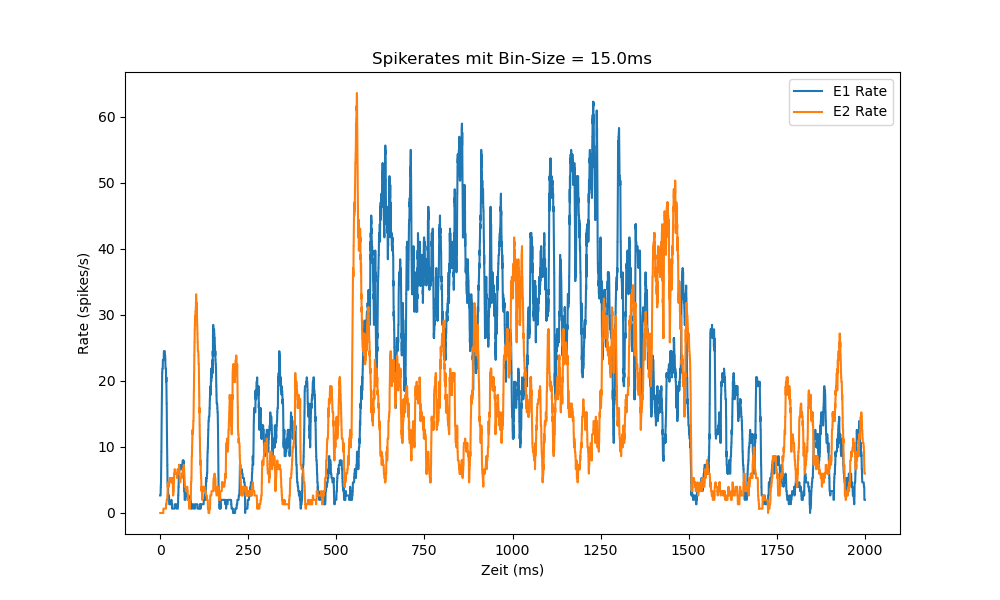 Spikerates mit Bin-Size = 15.0ms
E1 Rate
E2 Rate
Rate (spikes/s)
60
50
40
30
20
10
0
0 250 500 750 1000 1250 1500 1750 2000
Zeit (ms)